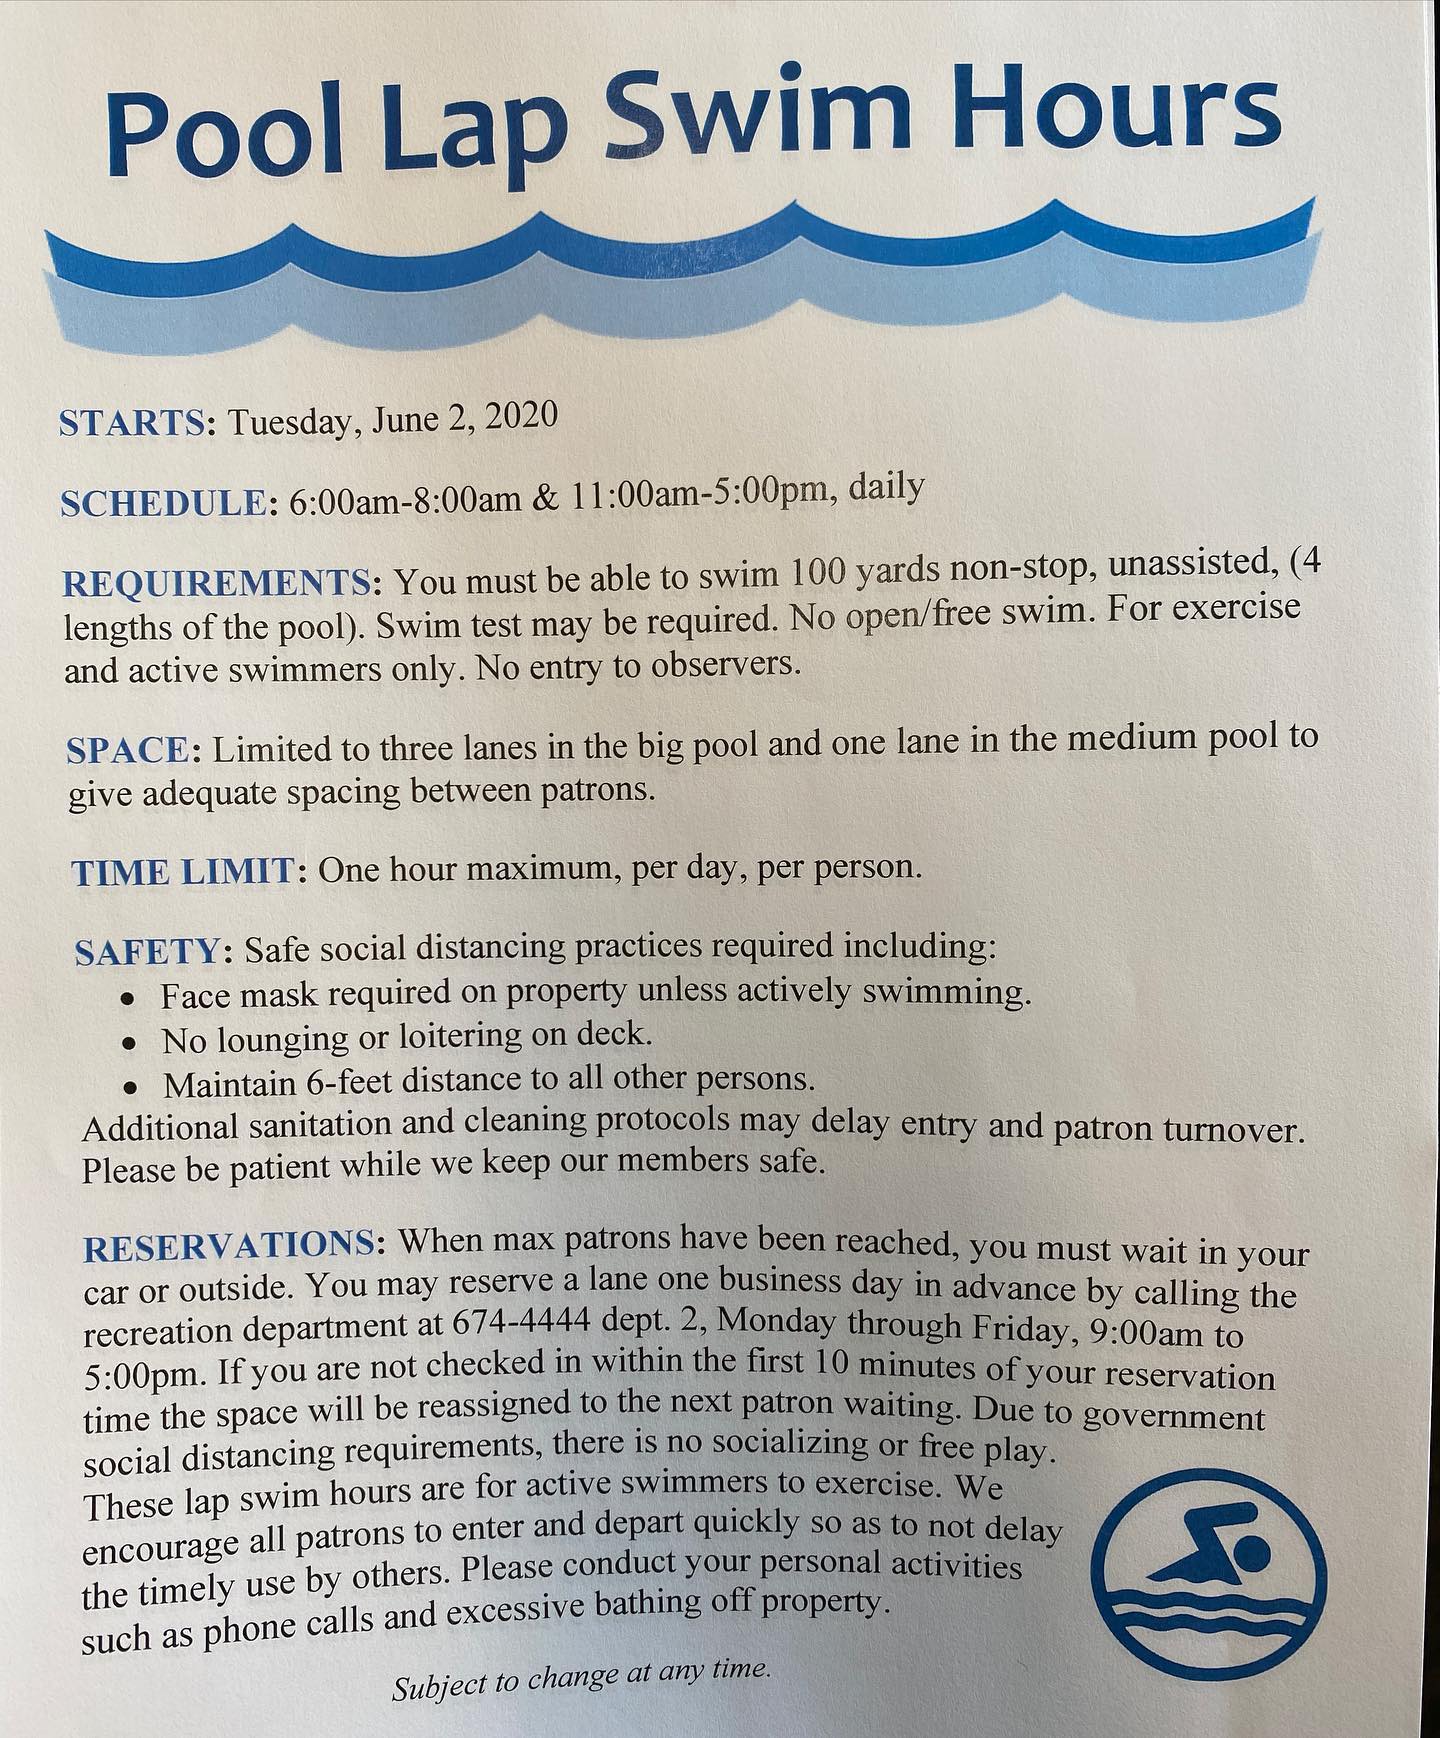 Pool Lap Swim Hours
STARTS: Tuesday, June 2, 2020
SCHEDULE: 6:00am-8:00am & 11:00am-5:00pm, daily
REQUIREMENTS: You must be able to swim 100 yards non-stop, unassisted, (4
lengths of the pool). Swim test may be required. No open/free swim. For exercise
and active swimmers only. No entry to observers.
SPACE: Limited to three lanes in the big pool and one lane in the medium pool to
give adequate spacing between patrons.
TIME LIMIT: One hour maximum, per day, per person.
SAFETY: Safe social distancing practices required including:
• Face mask required on property unless actively swimming.
• No lounging or loitering on deck.
• Maintain 6-feet distance to all other persons.
Additional sanitation and cleaning protocols may delay entry and patron turnover.
Please be patient while we keep our members safe.
RESERVATIONS: When max patrons have been reached, you must wait in your
car or outside. You may reserve a lane one business day in advance by calling the
recreation department at 674-4444 dept. 2, Monday through Friday, 9:00am to
5:00pm. If you are not checked in within the first 10 minutes of your reservation
time the space will be reassigned to the next patron waiting. Due to government
social distancing requirements, there is no socializing or free play.
These lap swim hours are for active swimmers to exercise. We
encourage all patrons to enter and depart quickly so as to not delay
the timely use by others. Please conduct your personal activities
such as phone calls and excessive bathing off property.
Subject to change at any time.